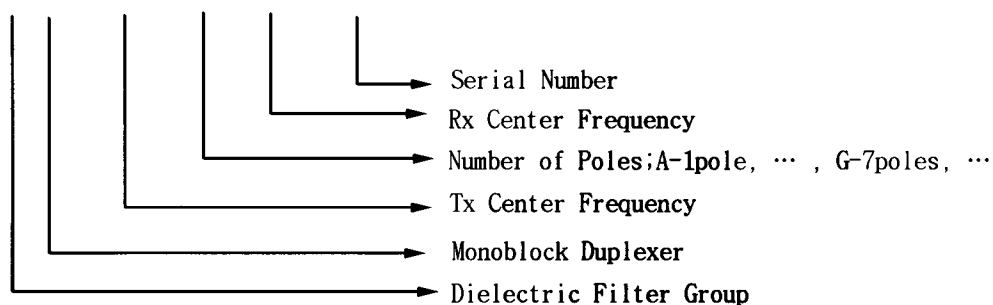 Serial Number
Rx Center Frequency
Number of Poles;A-1pole, ··· , G-7poles, ···
Tx Center Frequency
Monoblock Duplexer
Dielectric Filter Group